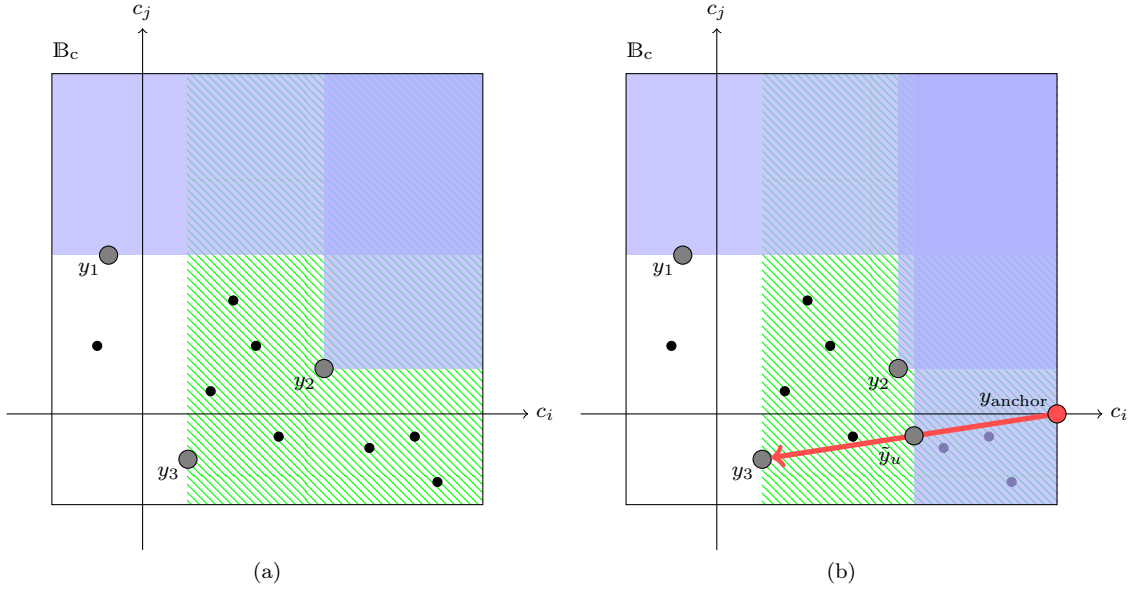 c_j
𝔹_c
y_1
y_2
c_i
y_3
(a)
c_j
𝔹_c
y_1
y_2
y_anchor
c_i
ỹ_u
y_3
(b)